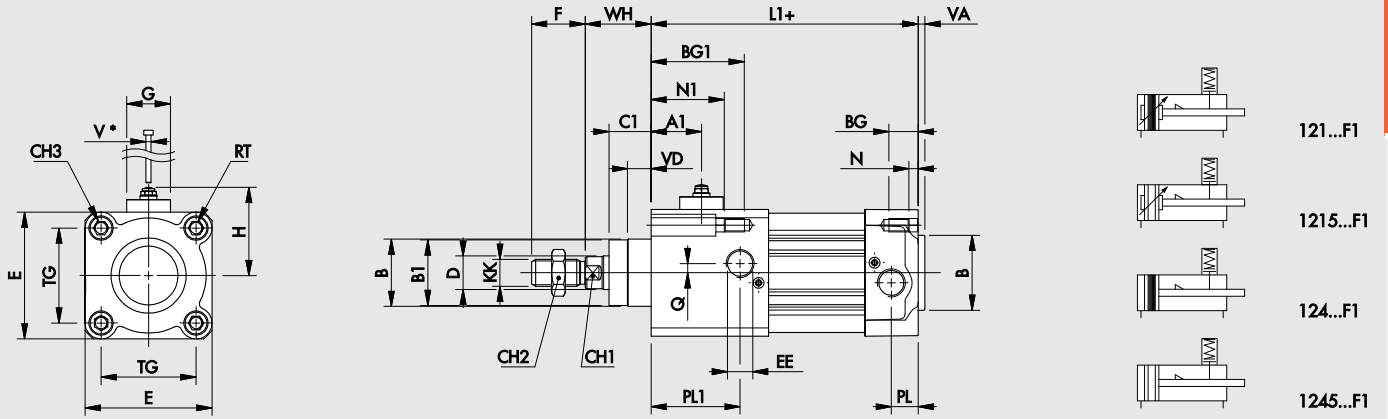 F WH L1+ VA
BG1
G N1
V * C1 A1 BG
CH3 RT VD N
121...F1
H
E TG B B1 D KK Q B
1215...F1
CH2 CH1
124...F1
TG EE
E PL1 PL
1245...F1